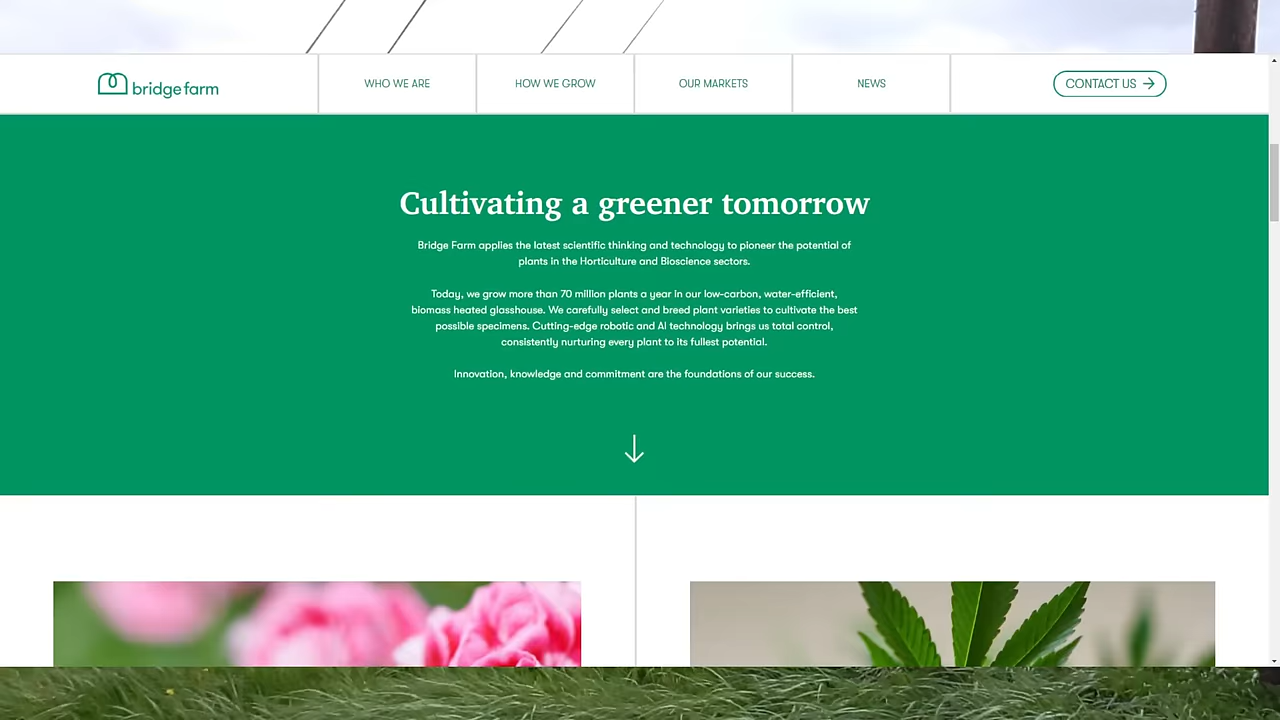 bridge farm
WHO WE ARE
HOW WE GROW
OUR MARKETS
NEWS
CONTACT US
Cultivating a greener tomorrow
Bridge Farm applies the latest scientific thinking and technology to pioneer the potential of
plants in the Horticulture and Bioscience sectors.
Today, we grow more than 70 million plants a year in our low-carbon, water-efficient,
biomass heated glasshouse. We carefully select and breed plant varieties to cultivate the best
possible specimens. Cutting-edge robotic and AI technology brings us total control,
consistently nurturing every plant to its fullest potential.
Innovation, knowledge and commitment are the foundations of our success.